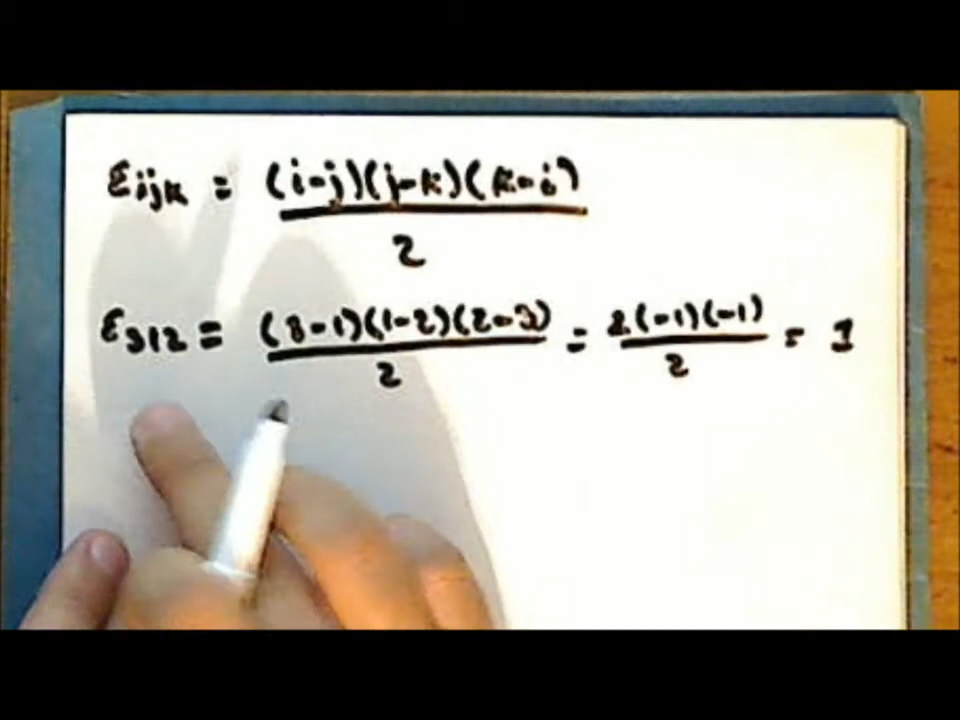 εijk = (i-j)(j-k)(k-i) / 2
ε312 = (3-1)(1-2)(2-3) / 2 = 2(-1)(-1) / 2 = 1